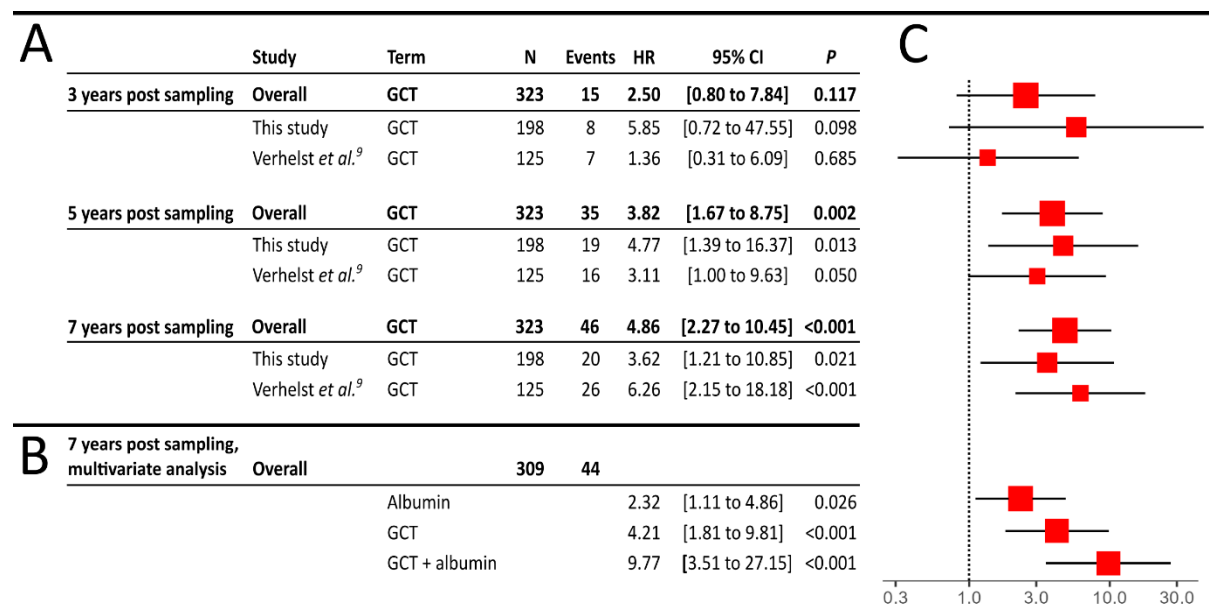 A
C
Study Term N Events HR 95% CI P
3 years post sampling Overall GCT 323 15 2.50 [0.80 to 7.84] 0.117
This study GCT 198 8 5.85 [0.72 to 47.55] 0.098
Verhelst et al.9 GCT 125 7 1.36 [0.31 to 6.09] 0.685
5 years post sampling Overall GCT 323 35 3.82 [1.67 to 8.75] 0.002
This study GCT 198 19 4.77 [1.39 to 16.37] 0.013
Verhelst et al.9 GCT 125 16 3.11 [1.00 to 9.63] 0.050
7 years post sampling Overall GCT 323 46 4.86 [2.27 to 10.45] <0.001
This study GCT 198 20 3.62 [1.21 to 10.85] 0.021
Verhelst et al.9 GCT 125 26 6.26 [2.15 to 18.18] <0.001
B
7 years post sampling,
multivariate analysis Overall 309 44
Albumin 2.32 [1.11 to 4.86] 0.026
GCT 4.21 [1.81 to 9.81] <0.001
GCT + albumin 9.77 [3.51 to 27.15] <0.001
0.3 1.0 3.0 10.0 30.0